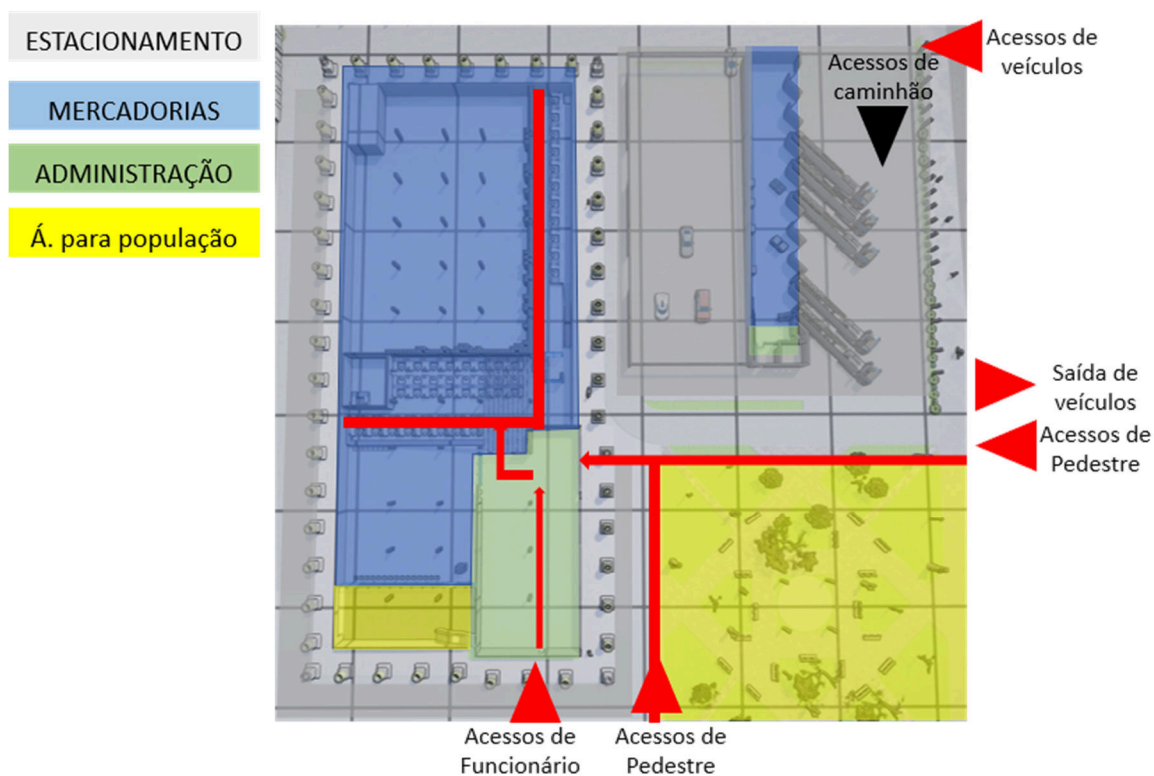 ESTACIONAMENTO
MERCADORIAS
ADMINISTRAÇÃO
Á. para população
Acessos de
veículos
Acessos de
caminhão
Saída de
veículos
Acessos de
Pedestre
Acessos de
Funcionário
Acessos de
Pedestre